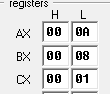 registers
H L
AX 00 0A
BX 00 08
CX 00 01